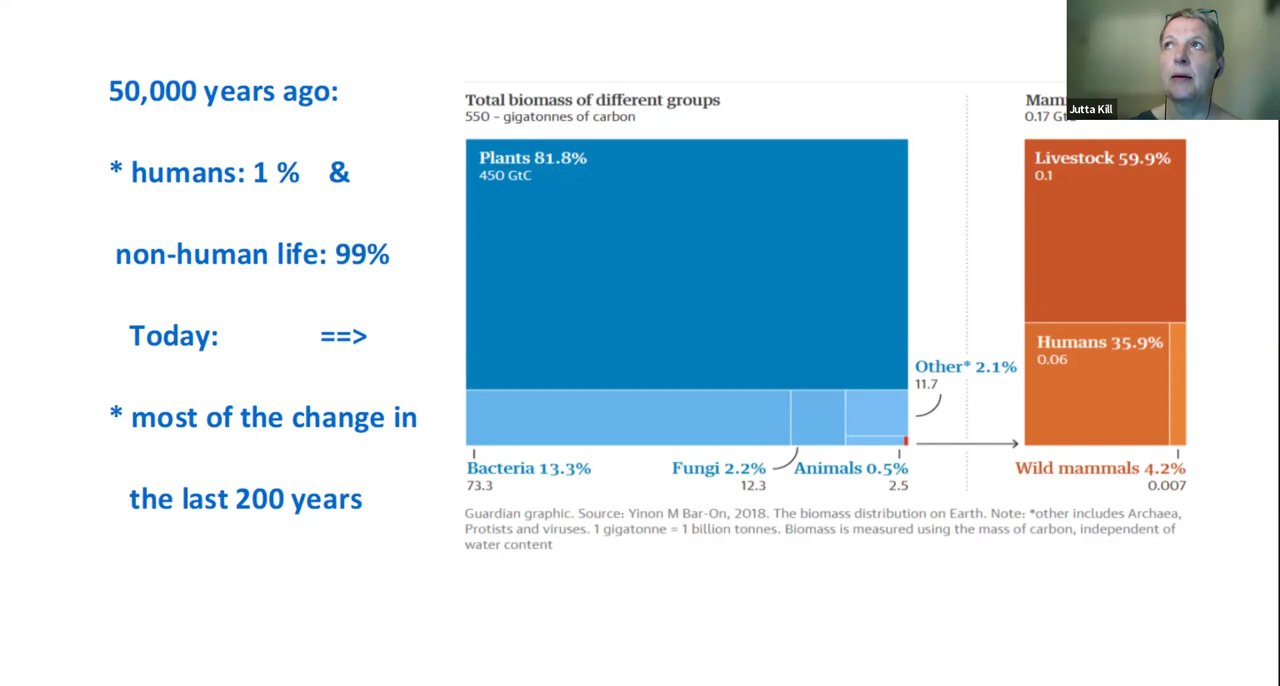 50,000 years ago:
* humans: 1 % &
non-human life: 99%
Today: ==>
* most of the change in
the last 200 years
Total biomass of different groups
550 – gigatonnes of carbon
Plants 81.8%
450 GtC
Other* 2.1%
11.7
Bacteria 13.3%
73.3
Fungi 2.2%
12.3
Animals 0.5%
2.5
0.17
Livestock 59.9%
0.1
Humans 35.9%
0.06
Wild mammals 4.2%
0.007
Guardian graphic. Source: Yinon M Bar-On, 2018. The biomass distribution on Earth. Note: *other includes Archaea,
Protists and viruses. 1 gigatonne = 1 billion tonnes. Biomass is measured using the mass of carbon, independent of
water content
Jutta Kill